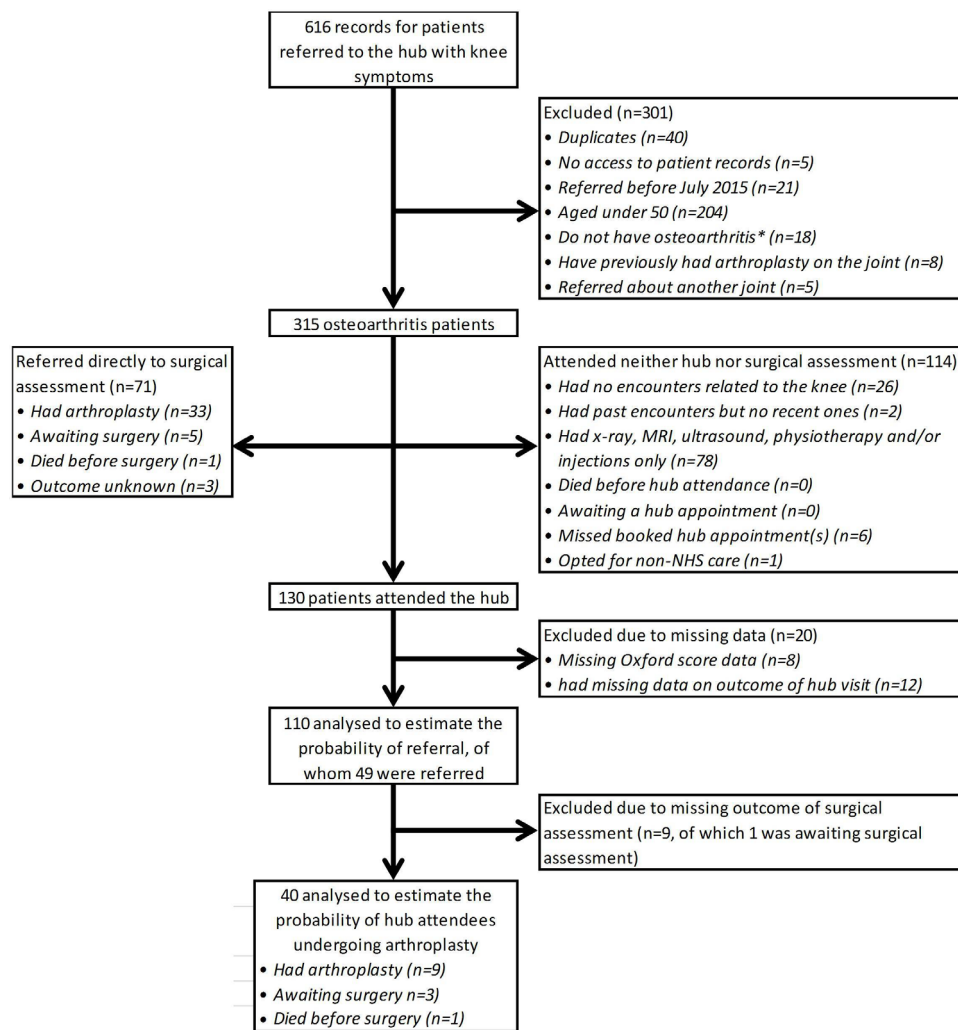 616 records for patients
referred to the hub with knee
symptoms
Excluded (n=301)
• Duplicates (n=40)
• No access to patient records (n=5)
• Referred before July 2015 (n=21)
• Aged under 50 (n=204)
• Do not have osteoarthritis* (n=18)
• Have previously had arthroplasty on the joint (n=8)
• Referred about another joint (n=5)
315 osteoarthritis patients
Referred directly to surgical
assessment (n=71)
• Had arthroplasty (n=33)
• Awaiting surgery (n=5)
• Died before surgery (n=1)
• Outcome unknown (n=3)
Attended neither hub nor surgical assessment (n=114)
• Had no encounters related to the knee (n=26)
• Had past encounters but no recent ones (n=2)
• Had x-ray, MRI, ultrasound, physiotherapy and/or
injections only (n=78)
• Died before hub attendance (n=0)
• Awaiting a hub appointment (n=0)
• Missed booked hub appointment(s) (n=6)
• Opted for non-NHS care (n=1)
130 patients attended the hub
Excluded due to missing data (n=20)
• Missing Oxford score data (n=8)
• had missing data on outcome of hub visit (n=12)
110 analysed to estimate the
probability of referral, of
whom 49 were referred
Excluded due to missing outcome of surgical
assessment (n=9, of which 1 was awaiting surgical
assessment)
40 analysed to estimate the
probability of hub attendees
undergoing arthroplasty
• Had arthroplasty (n=9)
• Awaiting surgery n=3)
• Died before surgery (n=1)